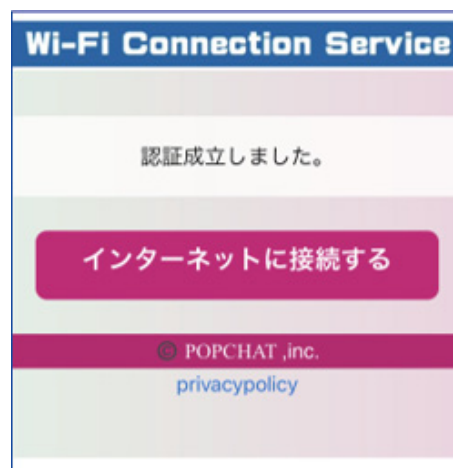 Wi-Fi Connection Service
認証成立しました。
インターネットに接続する
© POPCHAT ,inc.
privacypolicy